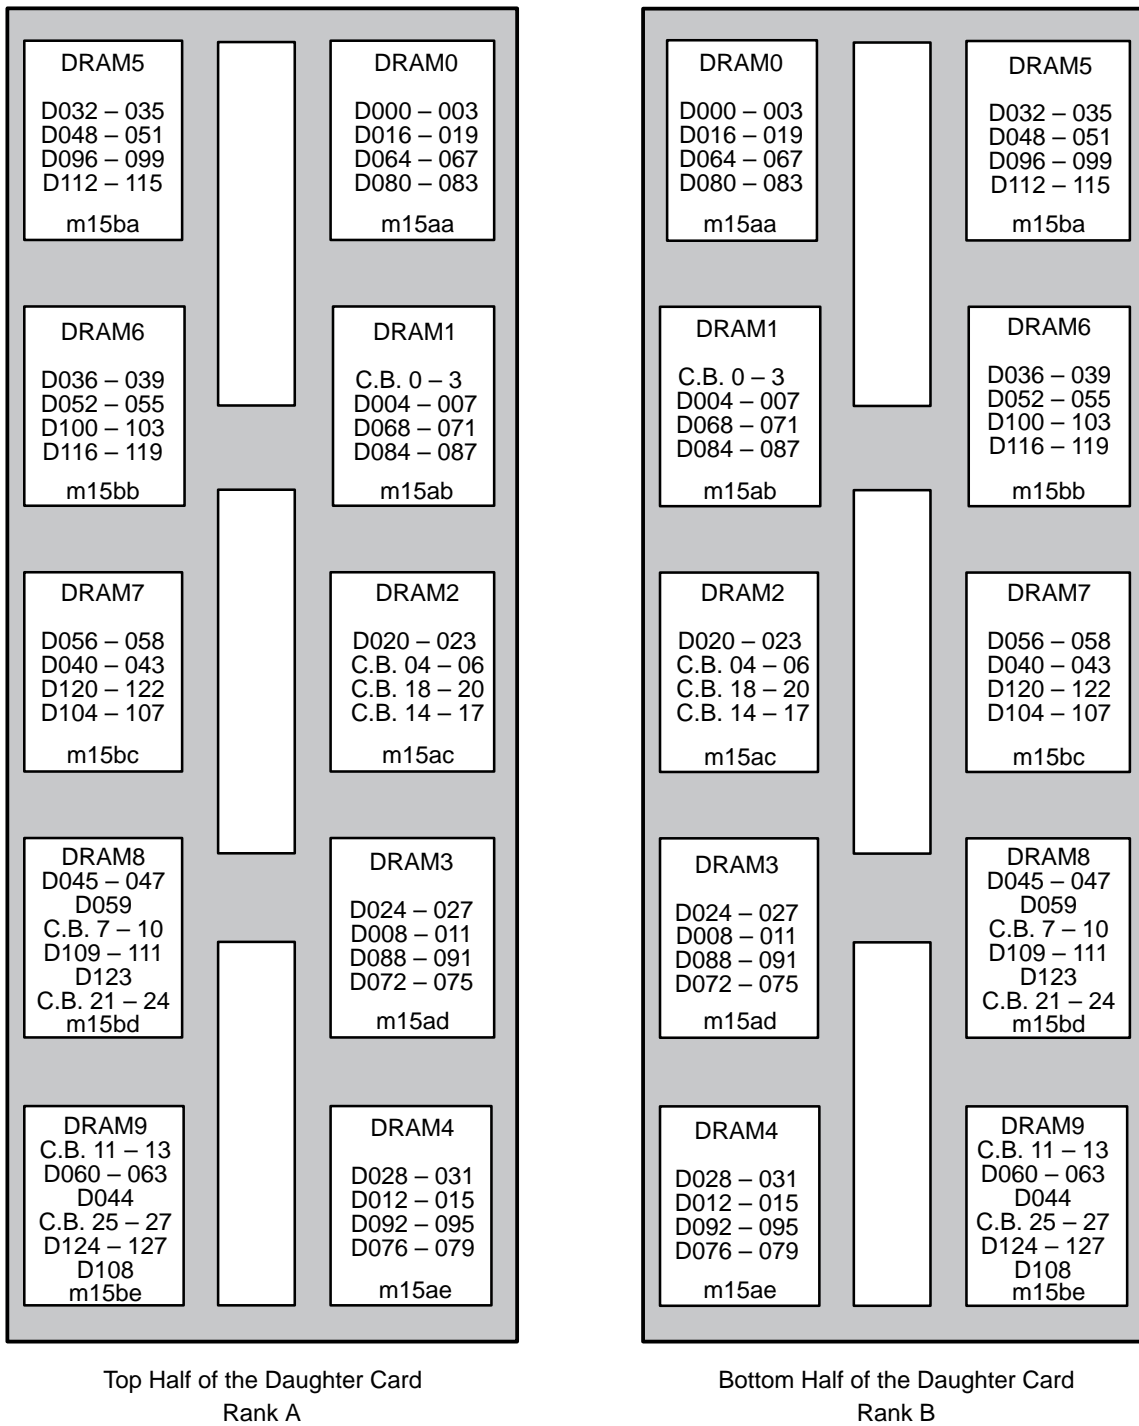 DRAM5
D032 – 035
D048 – 051
D096 – 099
D112 – 115
m15ba
DRAM0
D000 – 003
D016 – 019
D064 – 067
D080 – 083
m15aa
DRAM6
D036 – 039
D052 – 055
D100 – 103
D116 – 119
m15bb
DRAM1
C.B. 0 – 3
D004 – 007
D068 – 071
D084 – 087
m15ab
DRAM7
D056 – 058
D040 – 043
D120 – 122
D104 – 107
m15bc
DRAM2
D020 – 023
C.B. 04 – 06
C.B. 18 – 20
C.B. 14 – 17
m15ac
DRAM8
D045 – 047
D059
C.B. 7 – 10
D109 – 111
D123
C.B. 21 – 24
m15bd
DRAM3
D024 – 027
D008 – 011
D088 – 091
D072 – 075
m15ad
DRAM9
C.B. 11 – 13
D060 – 063
D044
C.B. 25 – 27
D124 – 127
D108
m15be
DRAM4
D028 – 031
D012 – 015
D092 – 095
D076 – 079
m15ae
Top Half of the Daughter Card
Rank A
DRAM0
D000 – 003
D016 – 019
D064 – 067
D080 – 083
m15aa
DRAM5
D032 – 035
D048 – 051
D096 – 099
D112 – 115
m15ba
DRAM1
C.B. 0 – 3
D004 – 007
D068 – 071
D084 – 087
m15ab
DRAM6
D036 – 039
D052 – 055
D100 – 103
D116 – 119
m15bb
DRAM2
D020 – 023
C.B. 04 – 06
C.B. 18 – 20
C.B. 14 – 17
m15ac
DRAM7
D056 – 058
D040 – 043
D120 – 122
D104 – 107
m15bc
DRAM3
D024 – 027
D008 – 011
D088 – 091
D072 – 075
m15ad
DRAM8
D045 – 047
D059
C.B. 7 – 10
D109 – 111
D123
C.B. 21 – 24
m15bd
DRAM4
D028 – 031
D012 – 015
D092 – 095
D076 – 079
m15ae
DRAM9
C.B. 11 – 13
D060 – 063
D044
C.B. 25 – 27
D124 – 127
D108
m15be
Bottom Half of the Daughter Card
Rank B